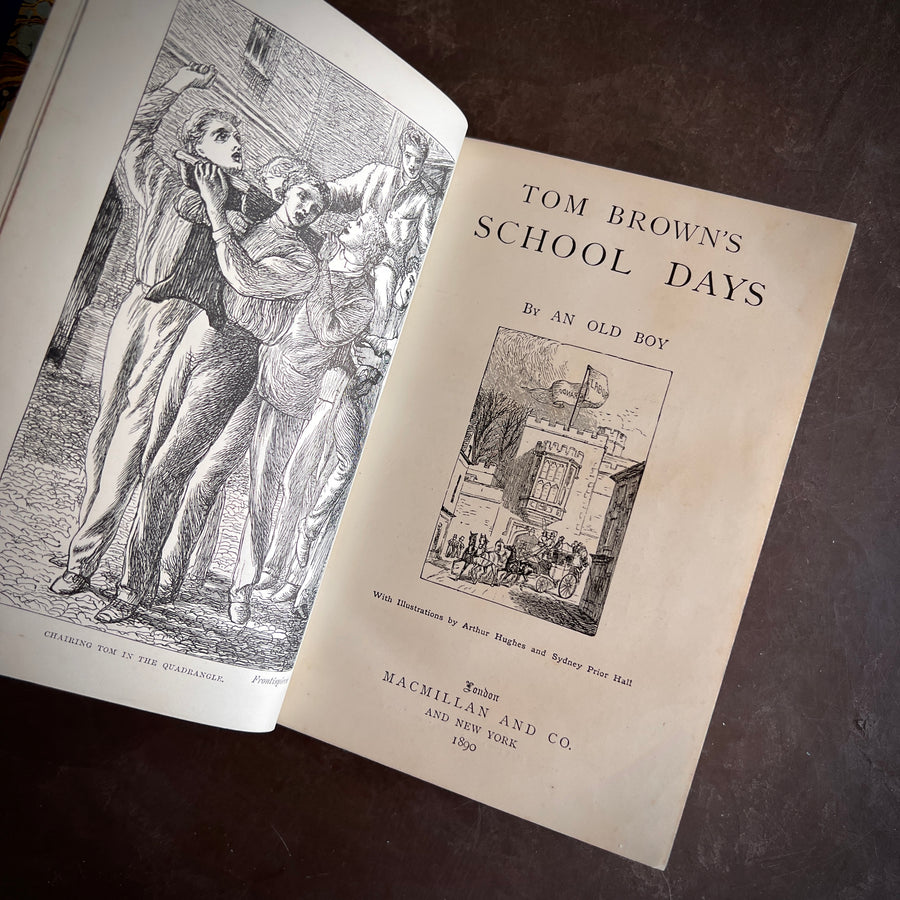 CHAIRING TOM IN THE QUADRANGLE.
TOM BROWN'S
SCHOOL DAYS
By AN OLD BOY
With Illustrations by Arthur Hughes and Sydney Prior Hall
London
MACMILLAN AND CO.
AND NEW YORK
1890